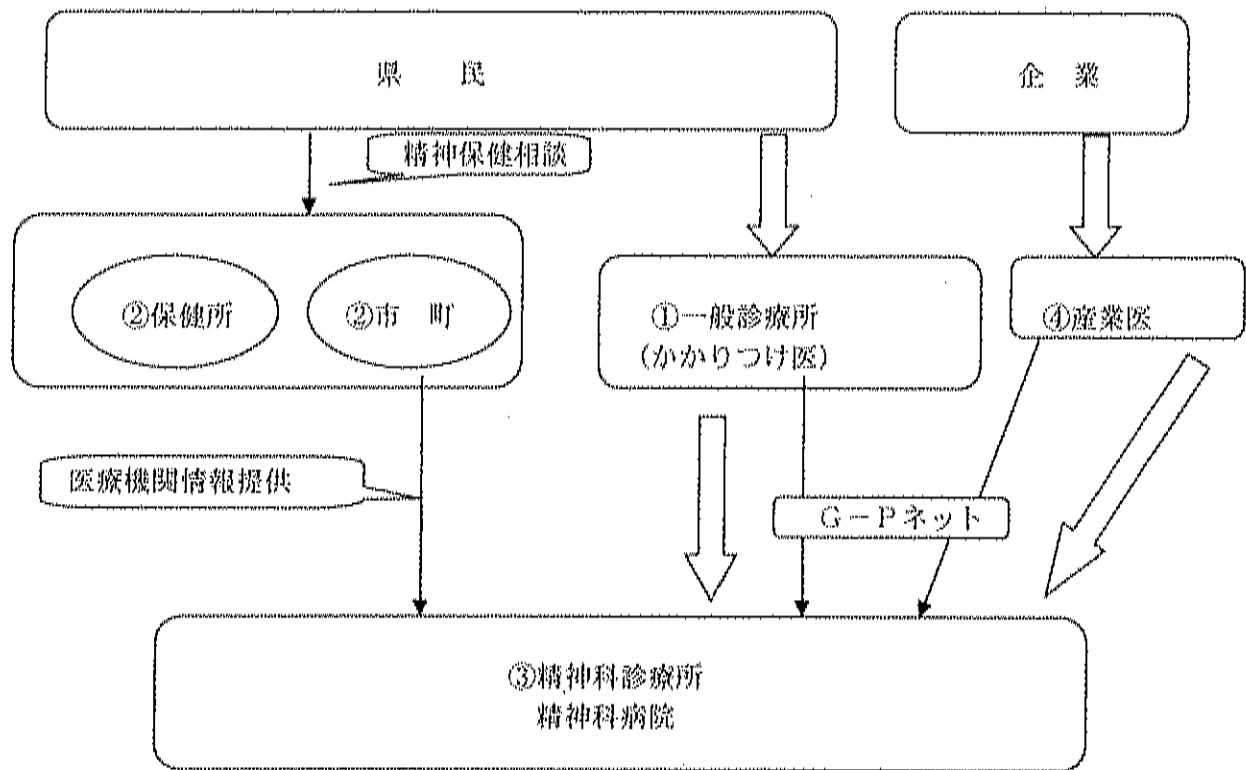 県　民
企　業
精神保健相談
②保健所
②市　町
①一般診療所
(かかりつけ医)
④産業医
医療機関情報提供
G－Pネット
③精神科診療所
精神科病院